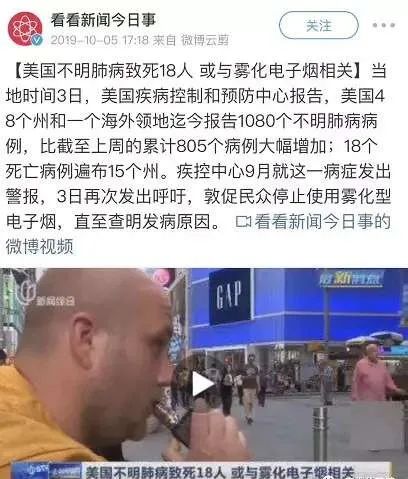 看看新闻今日事
2019-10-05 17:18 来自 微博云剪
关注
【美国不明肺病致死18人 或与雾化电子烟相关】当
地时间3日，美国疾病控制和预防中心报告，美国4
8个州和一个海外领地迄今报告1080个不明肺病病
例，比截至上周的累计805个病例大幅增加；18个
死亡病例遍布15个州。疾控中心9月就这一病症发出
警报，3日再次发出呼吁，敦促民众停止使用雾化型
电子烟，直至查明发病原因。 看看新闻今日事的
微博视频
新闻综合
GAP
最新消息
美国不明肺病致死18人 或与雾化电子烟相关